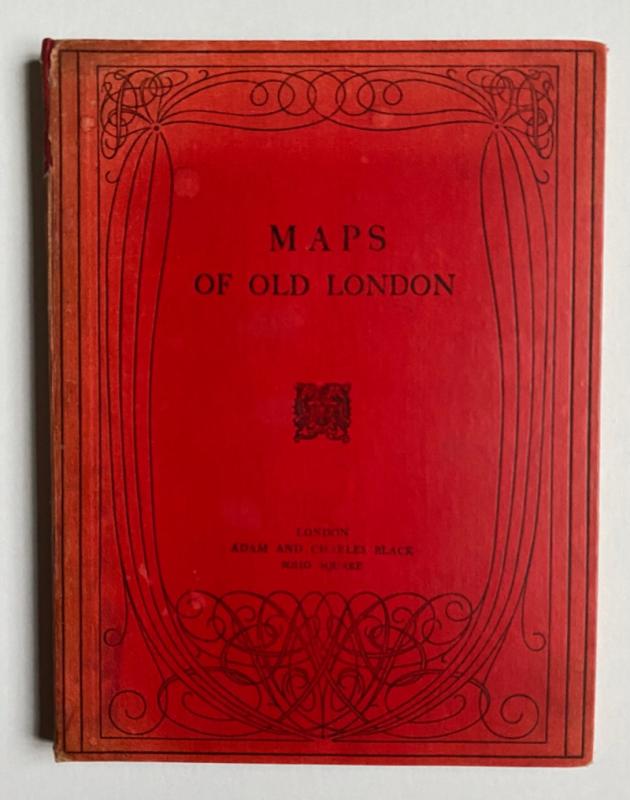 MAPS
OF OLD LONDON
LONDON
ADAM AND CHARLES BLACK
SOHO SQUARE